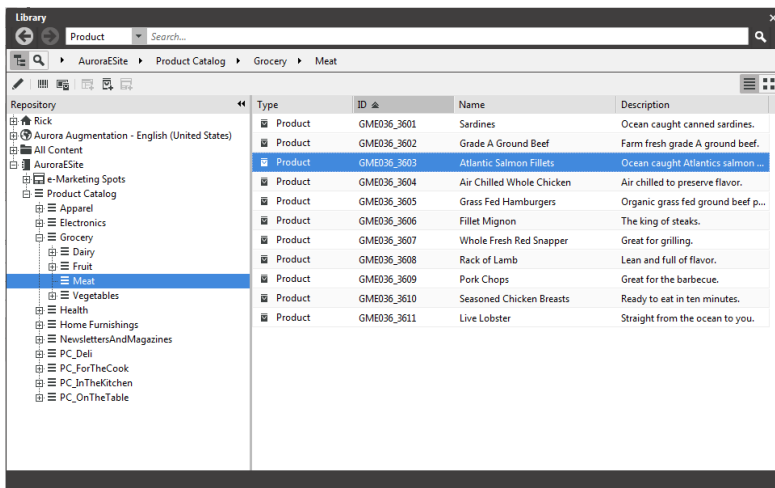 Library
Product Search...
AuroraESite Product Catalog Grocery Meat
Repository
Rick
Aurora Augmentation - English (United States)
All Content
AuroraESite
e-Marketing Spots
Product Catalog
Apparel
Electronics
Grocery
Dairy
Fruit
Meat
Vegetables
Health
Home Furnishings
NewslettersAndMagazines
PC_Deli
PC_ForTheCook
PC_InTheKitchen
PC_OnTheTable
Type ID Name Description
Product GME036_3601 Sardines Ocean caught canned sardines.
Product GME036_3602 Grade A Ground Beef Farm fresh grade A ground beef.
Product GME036_3603 Atlantic Salmon Fillets Ocean caught Atlantics salmon ...
Product GME036_3604 Air Chilled Whole Chicken Air chilled to preserve flavor.
Product GME036_3605 Grass Fed Hamburgers Organic grass fed ground beef p...
Product GME036_3606 Fillet Mignon The king of steaks.
Product GME036_3607 Whole Fresh Red Snapper Great for grilling.
Product GME036_3608 Rack of Lamb Lean and full of flavor.
Product GME036_3609 Pork Chops Great for the barbecue.
Product GME036_3610 Seasoned Chicken Breasts Ready to eat in ten minutes.
Product GME036_3611 Live Lobster Straight from the ocean to you.